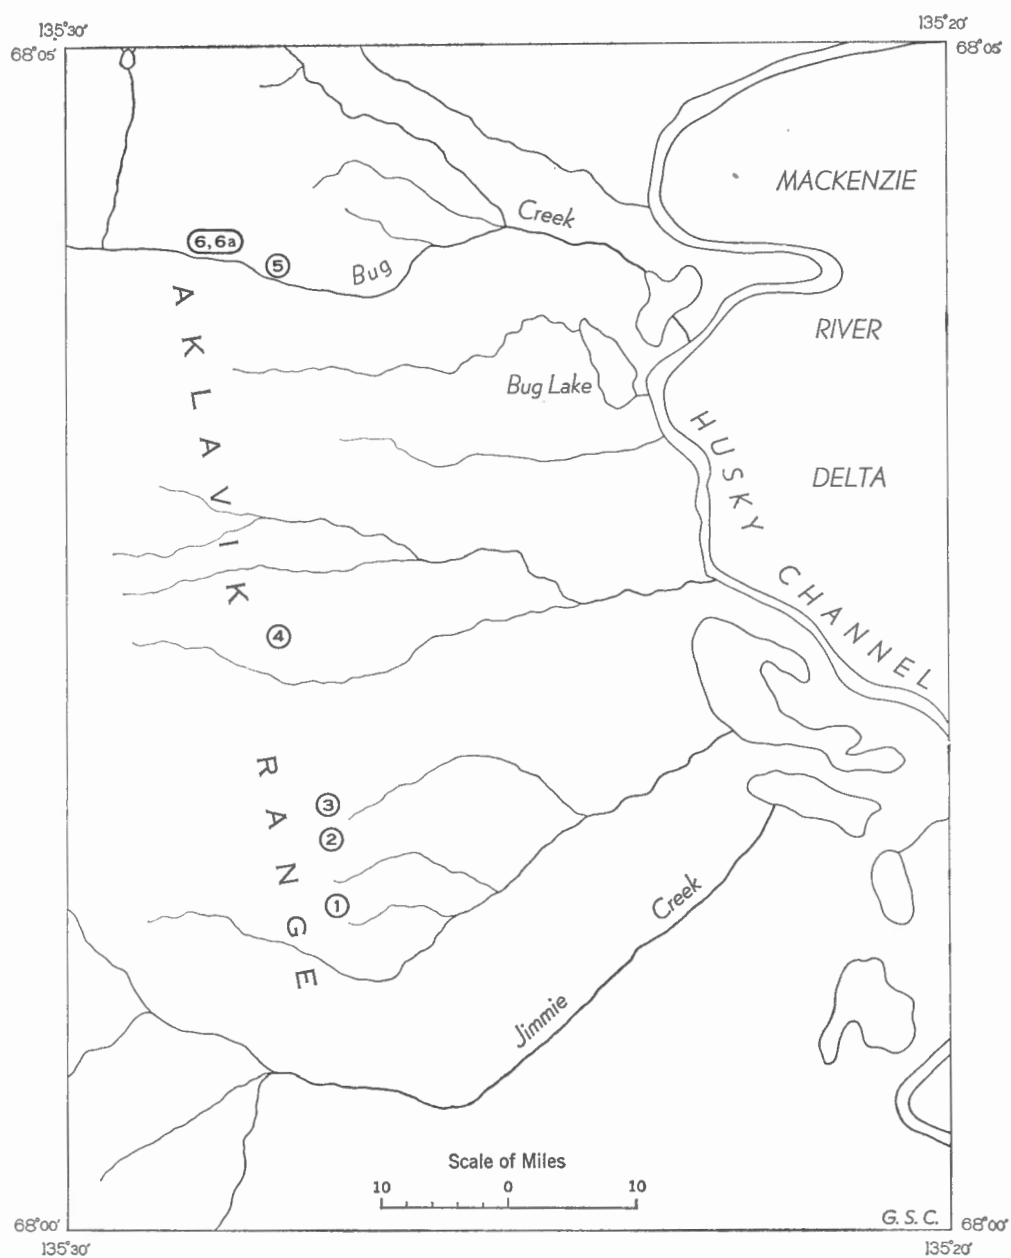 135°30' 135°20'
68°05' 68°05'
MACKENZIE
Creek
6, 6a
5
Bug
AKLAVIK
RIVER
Bug Lake
HUSKY
DELTA
CHANNEL
4
RANGE
3
2
1
Creek
Jimmie
Scale of Miles
10 0 10
G. S. C.
68°00' 68°00'
135°30' 135°20'